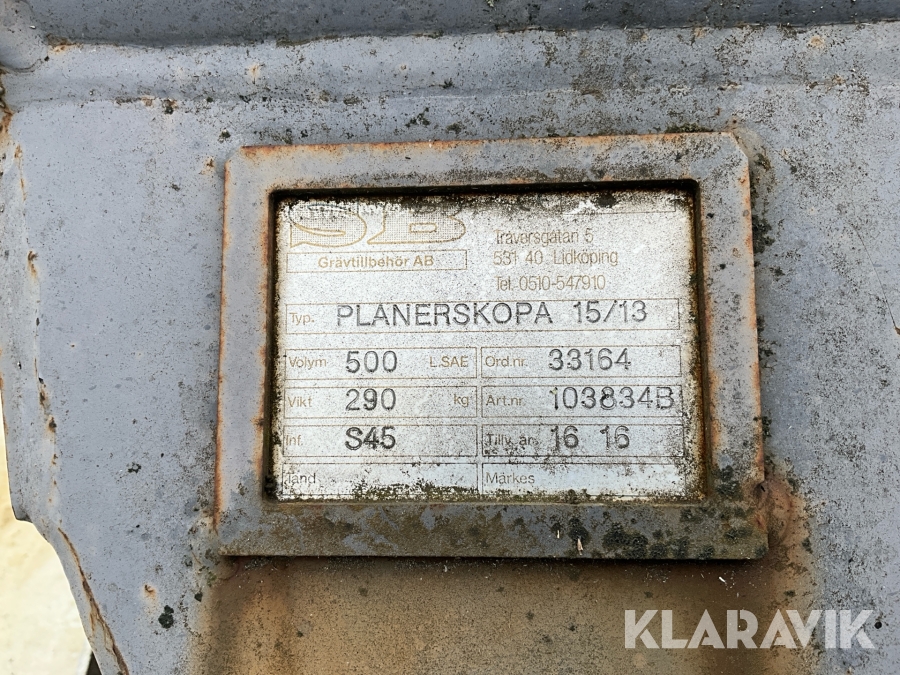 SB
Grävtillbehör AB
Traversgatan 5
531 40 Lidköping
Tel. 0510-547910
Typ. PLANERSKOPA 15/13
Volym 500 L.SAE Ord.nr. 33164
Vikt 290 kg Art.nr. 103834B
Inf. S45 Tillv. år. 16 16
Tand Märkes
KLARAVIK